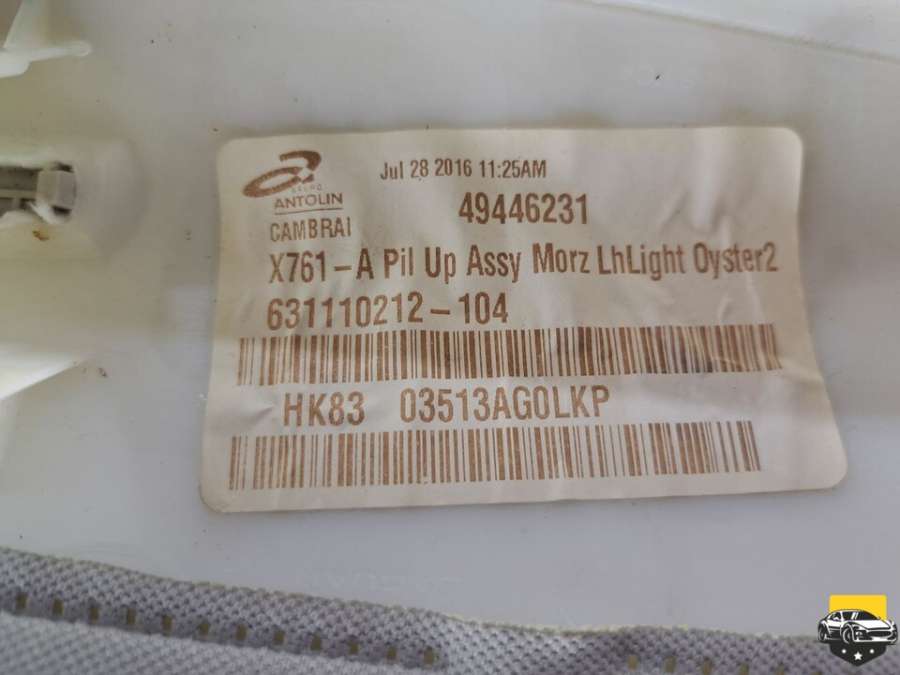 Jul 28 2016 11:25AM
GRUPO
ANTOLIN
49446231
CAMBRAI
X761-A Pil Up Assy Morz LhLight Oyster2
631110212-104
HK83 03513AG0LKP